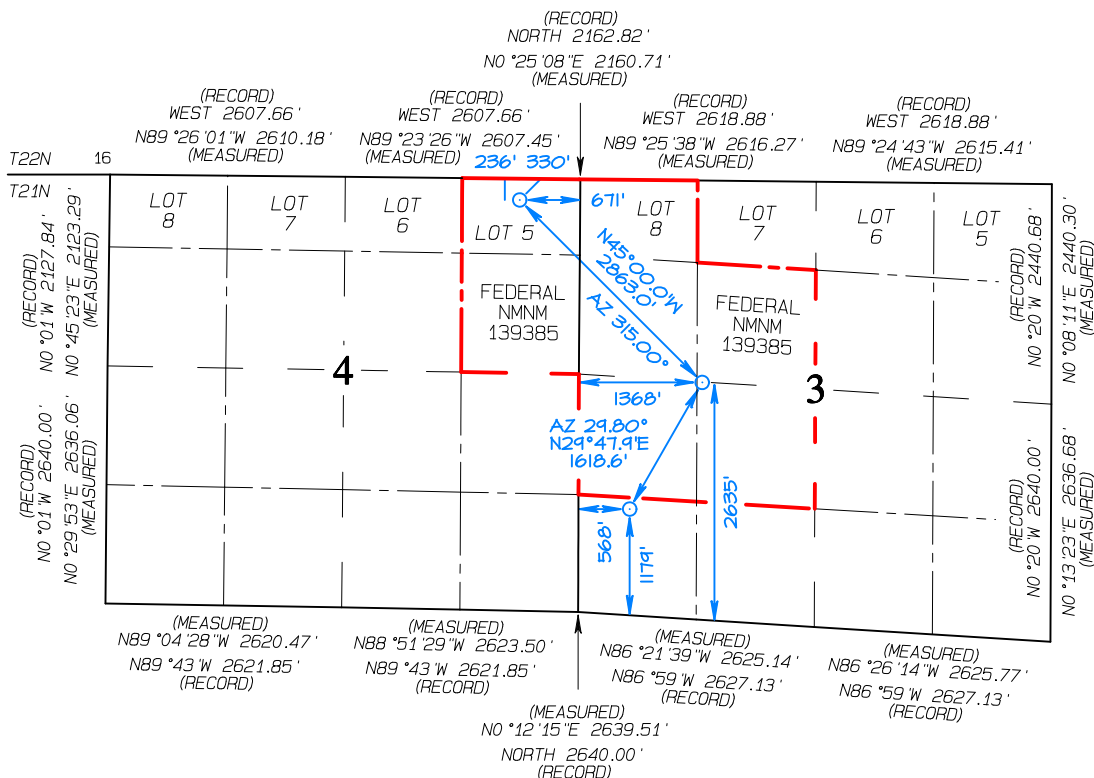 (RECORD)
NORTH 2162.82'
N0°25'08"E 2160.71'
(MEASURED)
(RECORD)
WEST 2607.66'
N89°26'01"W 2610.18'
(MEASURED)
(RECORD)
WEST 2607.66'
N89°23'26"W 2607.45'
(MEASURED)
(RECORD)
WEST 2618.88'
N89°25'38"W 2616.27'
(MEASURED)
(RECORD)
WEST 2618.88'
N89°24'43"W 2615.41'
(MEASURED)
T22N 16
T21N
236' 330'
671'
LOT
8
LOT
7
LOT
6
LOT 5
LOT
8
LOT
7
LOT
6
LOT
5
(RECORD)
N0°01'W 2127.84'
N0°45'23"E 2123.29'
(MEASURED)
(RECORD)
N0°20'W 2440.68'
N0°08'11"E 2440.30'
(MEASURED)
N45°00.0'W
2863.0'
AZ 315.00°
FEDERAL
NMNM
139385
FEDERAL
NMNM
139385
4
3
1368'
AZ 29.80°
N29°47.9'E
1618.6'
2635'
568'
1179'
(RECORD)
N0°01'W 2640.00'
N0°29'53"E 2636.06'
(MEASURED)
(RECORD)
N0°20'W 2640.00'
N0°13'23"E 2636.68'
(MEASURED)
(MEASURED)
N89°04'28"W 2620.47'
N89°43'W 2621.85'
(RECORD)
(MEASURED)
N88°51'29"W 2623.50'
N89°43'W 2621.85'
(RECORD)
(MEASURED)
N86°21'39"W 2625.14'
N86°59'W 2627.13'
(RECORD)
(MEASURED)
N86°26'14"W 2625.77'
N86°59'W 2627.13'
(RECORD)
(MEASURED)
N0°12'15"E 2639.51'
NORTH 2640.00'
(RECORD)